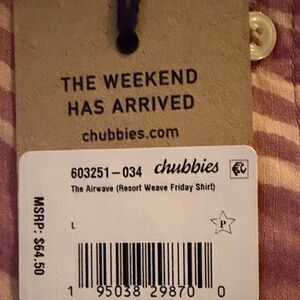 THE WEEKEND
HAS ARRIVED
chubbies.com
603251-034 chubbies
The Airwave (Resort Weave Friday Shirt)
L
P
MSRP: $64.50
1 95038 29870 0